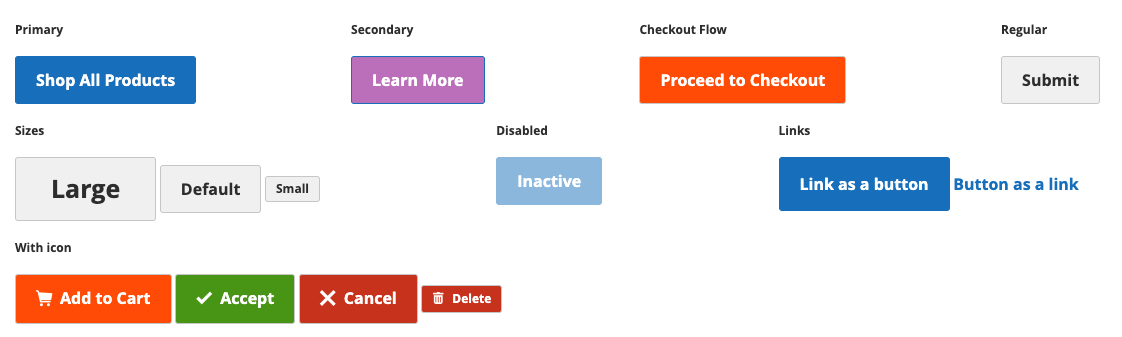 Primary
Secondary
Checkout Flow
Regular
Shop All Products
Learn More
Proceed to Checkout
Submit
Sizes
Disabled
Links
Large
Default
Small
Inactive
Link as a button
Button as a link
With icon
Add to Cart
Accept
Cancel
Delete